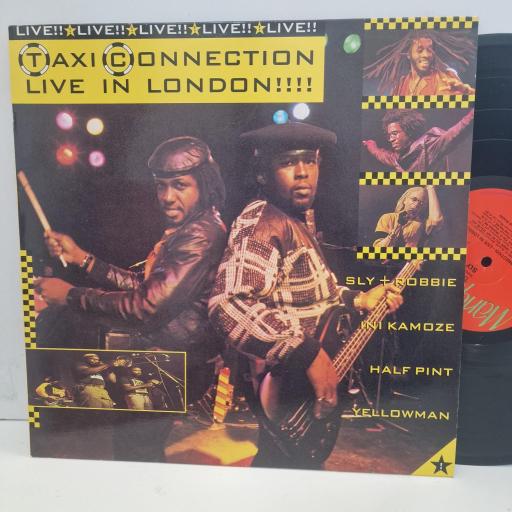 LIVE!!★LIVE!!★LIVE!!★LIVE!!★LIVE!!
TAXI CONNECTION
LIVE IN LONDON!!!!
SLY + ROBBIE
INI KAMOZE
HALF PINT
YELLOWMAN